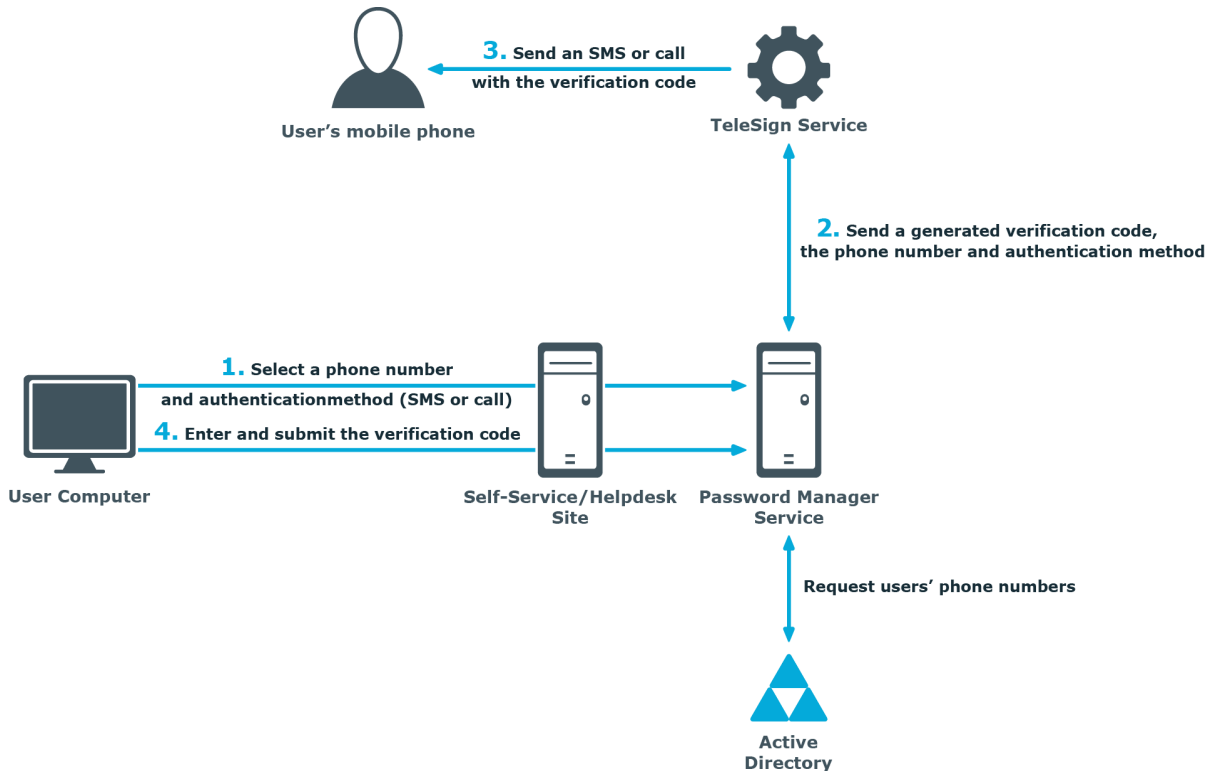 3. Send an SMS or call
with the verification code
User's mobile phone
TeleSign Service
2. Send a generated verification code,
the phone number and authentication method
1. Select a phone number
and authenticationmethod (SMS or call)
4. Enter and submit the verification code
User Computer
Self-Service/Helpdesk
Site
Password Manager
Service
Request users' phone numbers
Active
Directory